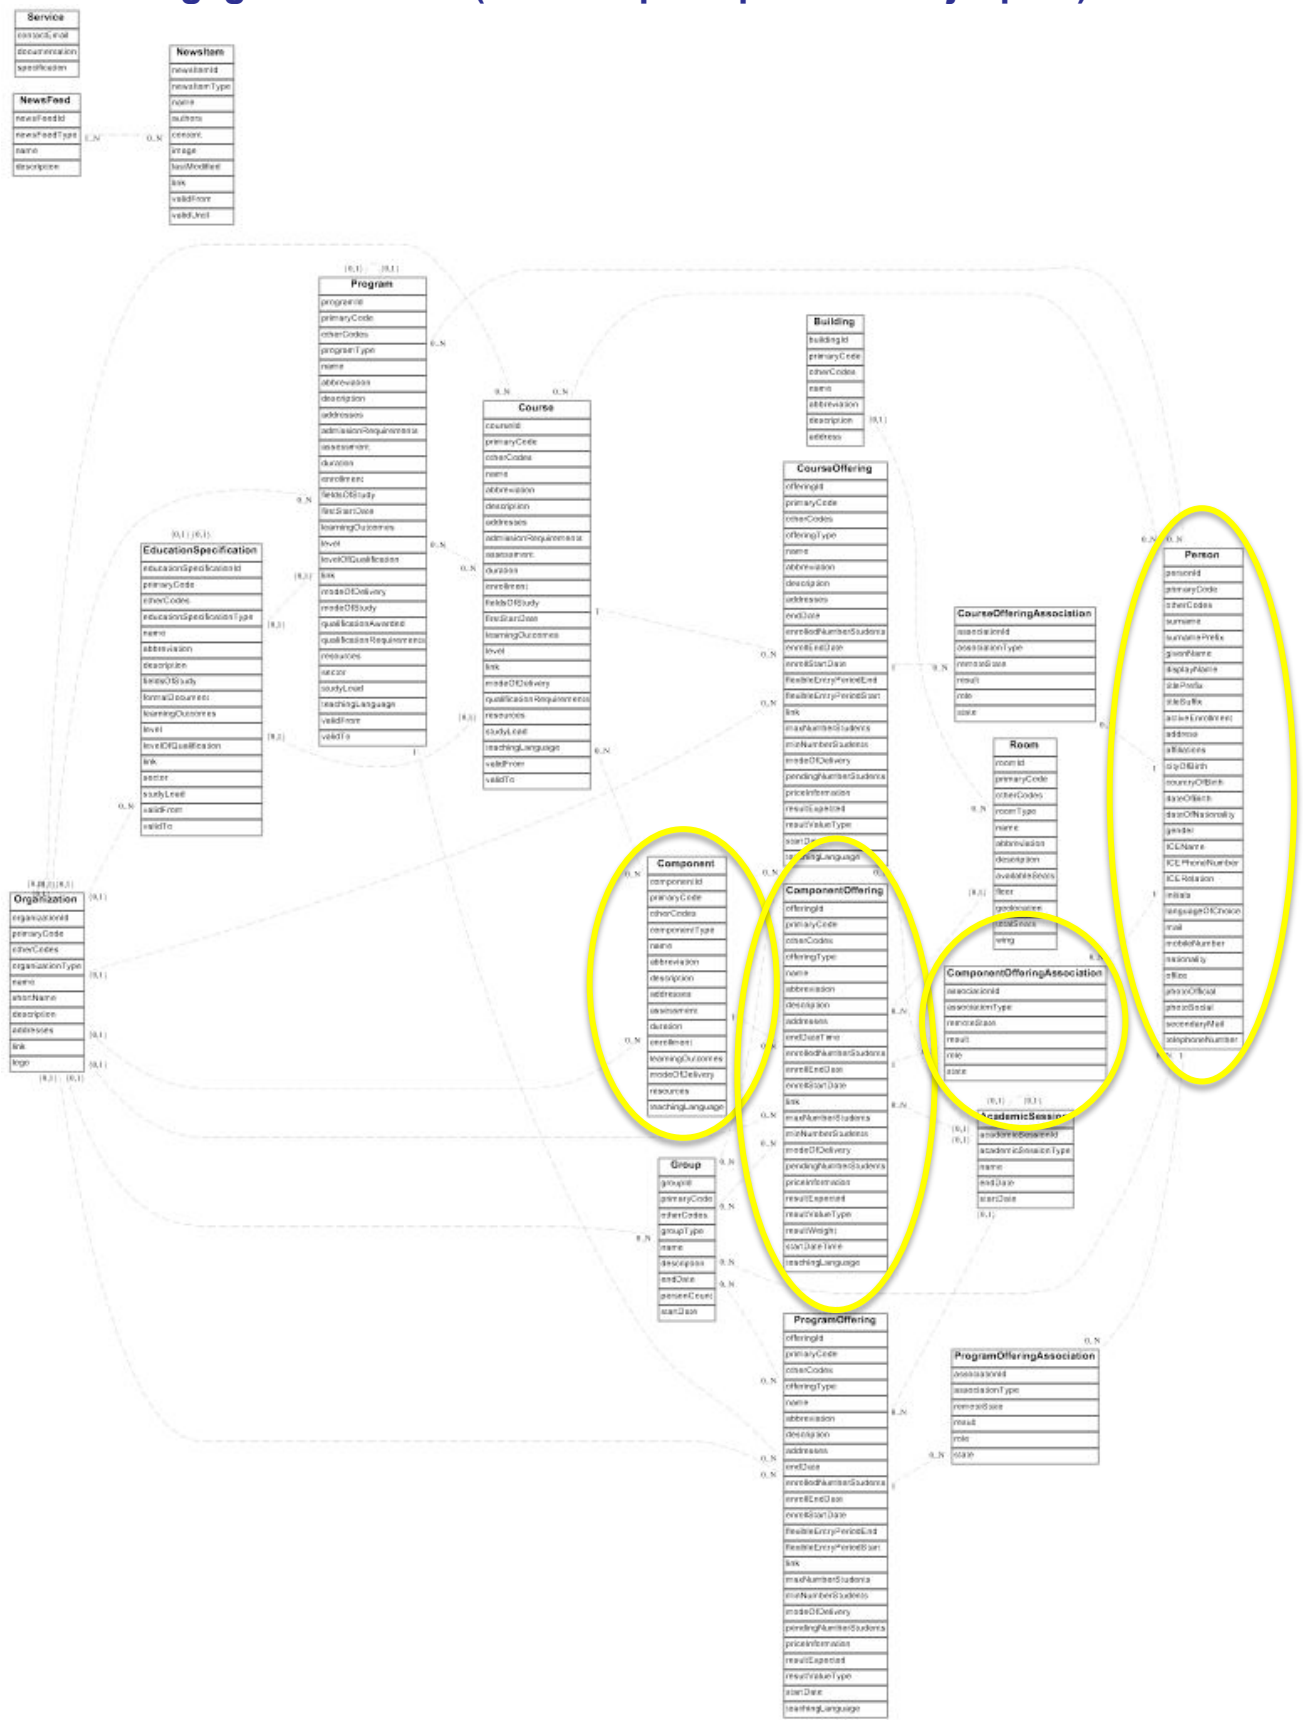 Service
contactEmail
documentation
specification
NewsFeed
newsFeedId
newsFeedType
name
description
1..N
0..N
NewsItem
newsItemId
newsItemType
name
authors
content
image
lastModified
link
validFrom
validUntil
Program
programId
primaryCode
otherCodes
programType
name
abbreviation
description
addresses
admissionRequirements
assessment
duration
enrollment
fieldsOfStudy
firstStartDate
learningOutcomes
level
levelOfQualification
link
modeOfDelivery
modeOfStudy
qualificationAwarded
qualificationRequirements
resources
sector
studyLoad
teachingLanguage
validFrom
validTo
Course
courseId
primaryCode
otherCodes
name
abbreviation
description
addresses
admissionRequirements
assessment
duration
enrollment
fieldsOfStudy
firstStartDate
learningOutcomes
level
link
modeOfDelivery
qualificationRequirements
resources
studyLoad
teachingLanguage
validFrom
validTo
EducationSpecification
educationSpecificationId
primaryCode
otherCodes
educationSpecificationType
name
abbreviation
description
fieldsOfStudy
formalDocument
learningOutcomes
level
levelOfQualification
link
sector
studyLoad
validFrom
validTo
Organization
organizationId
primaryCode
otherCodes
organizationType
name
shortName
description
addresses
link
logo
Building
buildingId
primaryCode
otherCodes
name
abbreviation
description
address
CourseOffering
offeringId
primaryCode
otherCodes
offeringType
name
abbreviation
description
addresses
endDate
enrolledNumberStudents
enrollEndDate
enrollStartDate
flexibleEntryPeriodEnd
flexibleEntryPeriodStart
link
maxNumberStudents
minNumberStudents
modeOfDelivery
pendingNumberStudents
priceInformation
resultExpected
resultValueType
teachingLanguage
CourseOfferingAssociation
associationId
associationType
remoteState
result
role
state
Room
roomId
primaryCode
otherCodes
roomType
name
abbreviation
description
availableSeats
floor
geolocation
totalSeats
wing
Person
personId
primaryCode
otherCodes
surname
surnamePrefix
givenName
displayName
titlePrefix
titleSuffix
activeEnrollment
address
affiliations
cityOfBirth
countryOfBirth
dateOfBirth
dateOfNationality
gender
ICEName
ICEPhoneNumber
ICERelation
initials
languageOfChoice
mail
mobileNumber
nationality
office
photoOfficial
photoSocial
secondaryMail
telephoneNumber
Component
componentId
primaryCode
otherCodes
componentType
name
abbreviation
description
addresses
assessment
duration
enrollment
learningOutcomes
modeOfDelivery
resources
teachingLanguage
ComponentOffering
offeringId
primaryCode
otherCodes
offeringType
name
abbreviation
description
addresses
endDateTime
enrolledNumberStudents
enrollEndDate
enrollStartDate
link
maxNumberStudents
minNumberStudents
modeOfDelivery
pendingNumberStudents
priceInformation
resultExpected
resultValueType
resultWeight
startDateTime
teachingLanguage
ComponentOfferingAssociation
associationId
associationType
remoteState
result
role
state
AcademicSession
academicSessionId
academicSessionType
name
endDate
startDate
Group
groupId
primaryCode
otherCodes
groupType
name
description
endDate
personCount
startDate
ProgramOffering
offeringId
primaryCode
otherCodes
offeringType
name
abbreviation
description
addresses
endDate
enrolledNumberStudents
enrollEndDate
enrollStartDate
flexibleEntryPeriodEnd
flexibleEntryPeriodStart
link
maxNumberStudents
minNumberStudents
modeOfDelivery
pendingNumberStudents
priceInformation
resultExpected
resultValueType
startDate
teachingLanguage
ProgramOfferingAssociation
associationId
associationType
remoteState
result
role
state